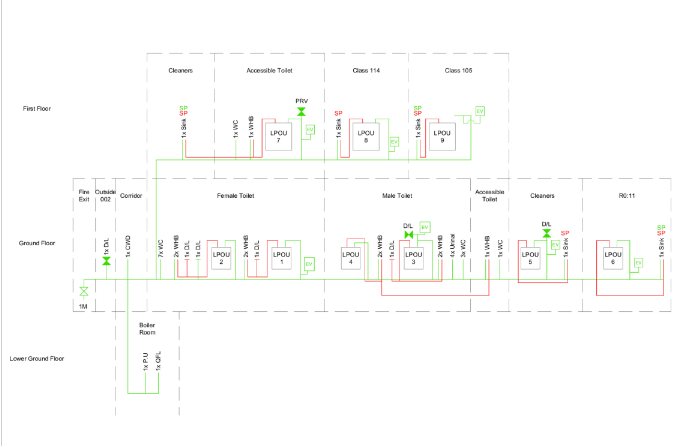 Cleaners
Accessible Toilet
Class 114
Class 105
First Floor
SP
SP
1x Sink
1x WC
1x WHB
LPOU
7
PRV
EV
SP
1x Sink
LPOU
8
EV
SP
SP
1x Sink
LPOU
9
EV
Fire
Exit
Outside
002
Corridor
Female Toilet
Male Toilet
Accessible
Toilet
Cleaners
R0:11
Ground Floor
1x D/L
1x CWD
7x WC
2x WHB
1x D/L
1x D/L
LPOU
2
2x WHB
1x D/L
LPOU
1
EV
LPOU
4
2x WHB
1x D/L
D/L
LPOU
3
EV
2x WHB
4x Urinal
3x WC
1x WHB
1x WC
LPOU
5
D/L
EV
SP
1x Sink
LPOU
6
EV
SP
SP
1x Sink
1M
Boiler
Room
Lower Ground Floor
1x P.U
1x QFL